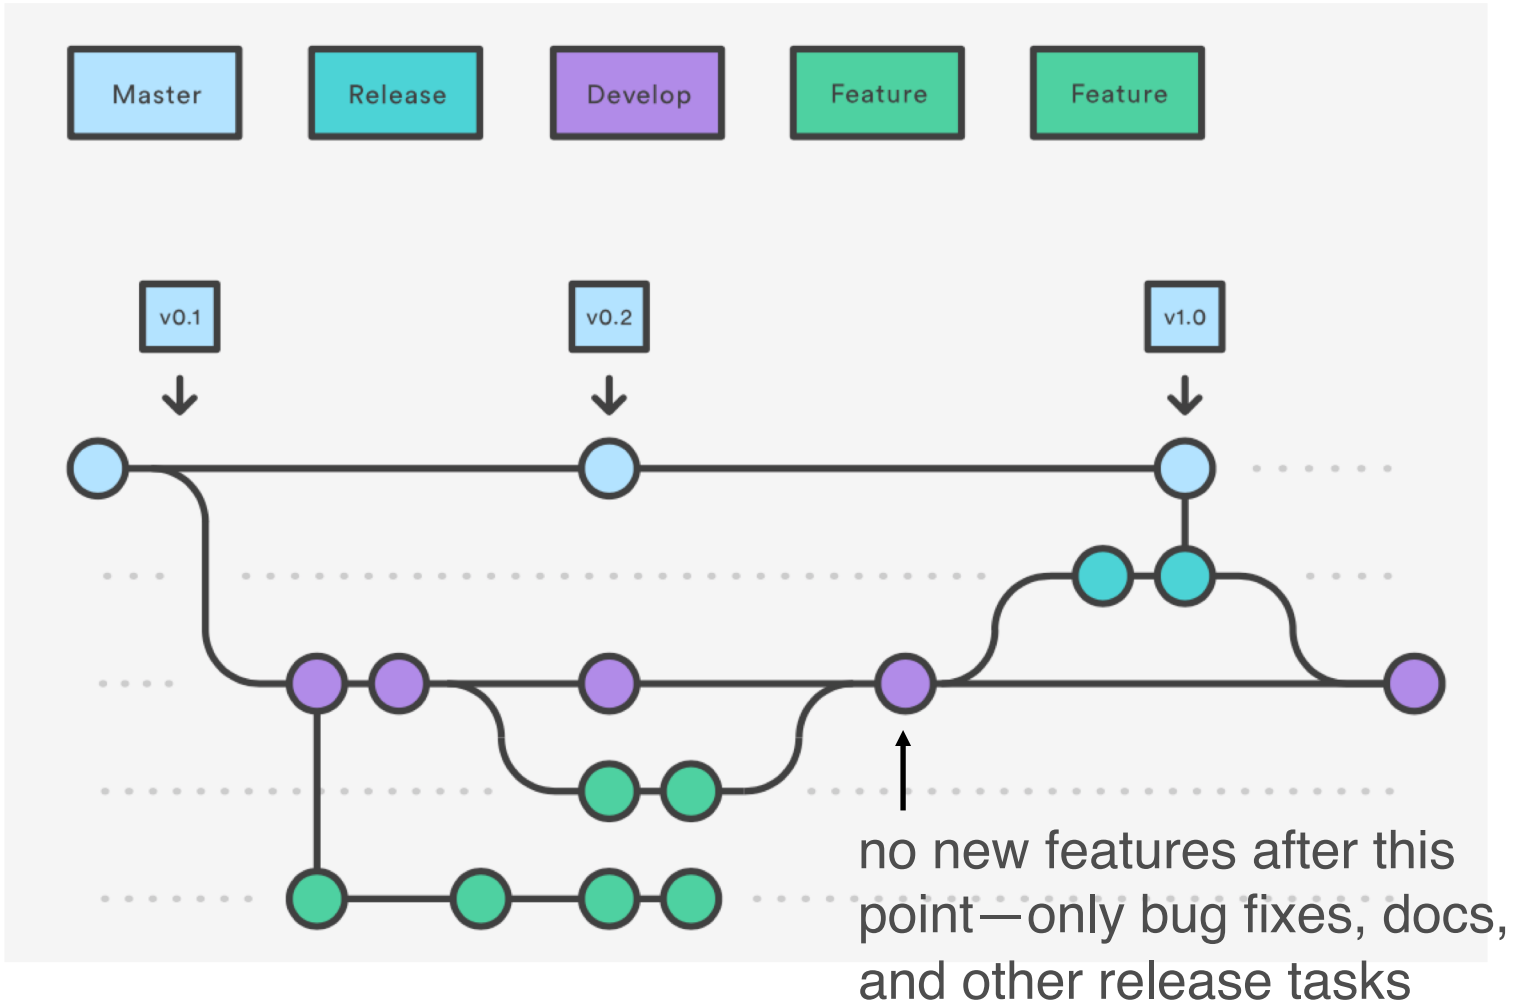 Master
Release
Develop
Feature
Feature
v0.1
v0.2
v1.0
no new features after this
point—only bug fixes, docs,
and other release tasks